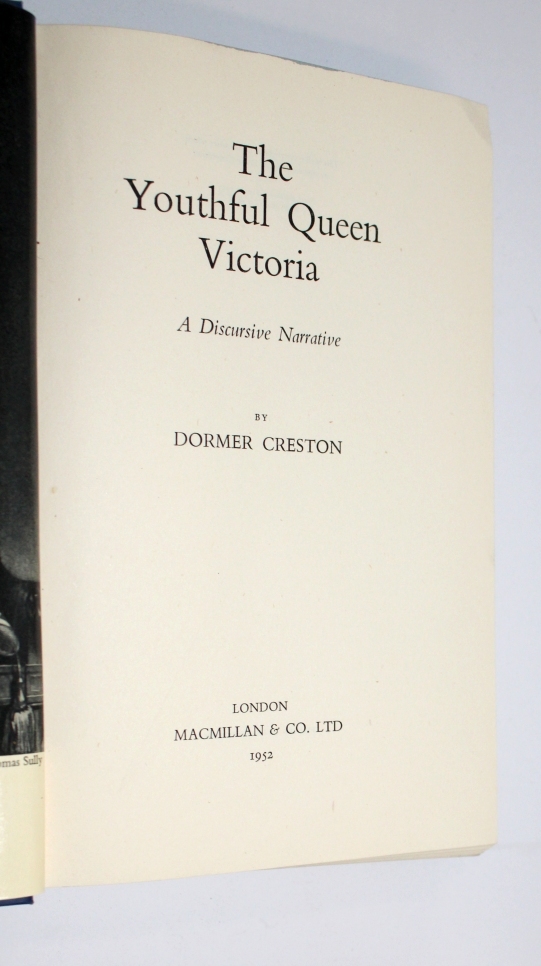 The
Youthful Queen
Victoria
A Discursive Narrative
BY
DORMER CRESTON
LONDON
MACMILLAN & CO. LTD
1952
Sully